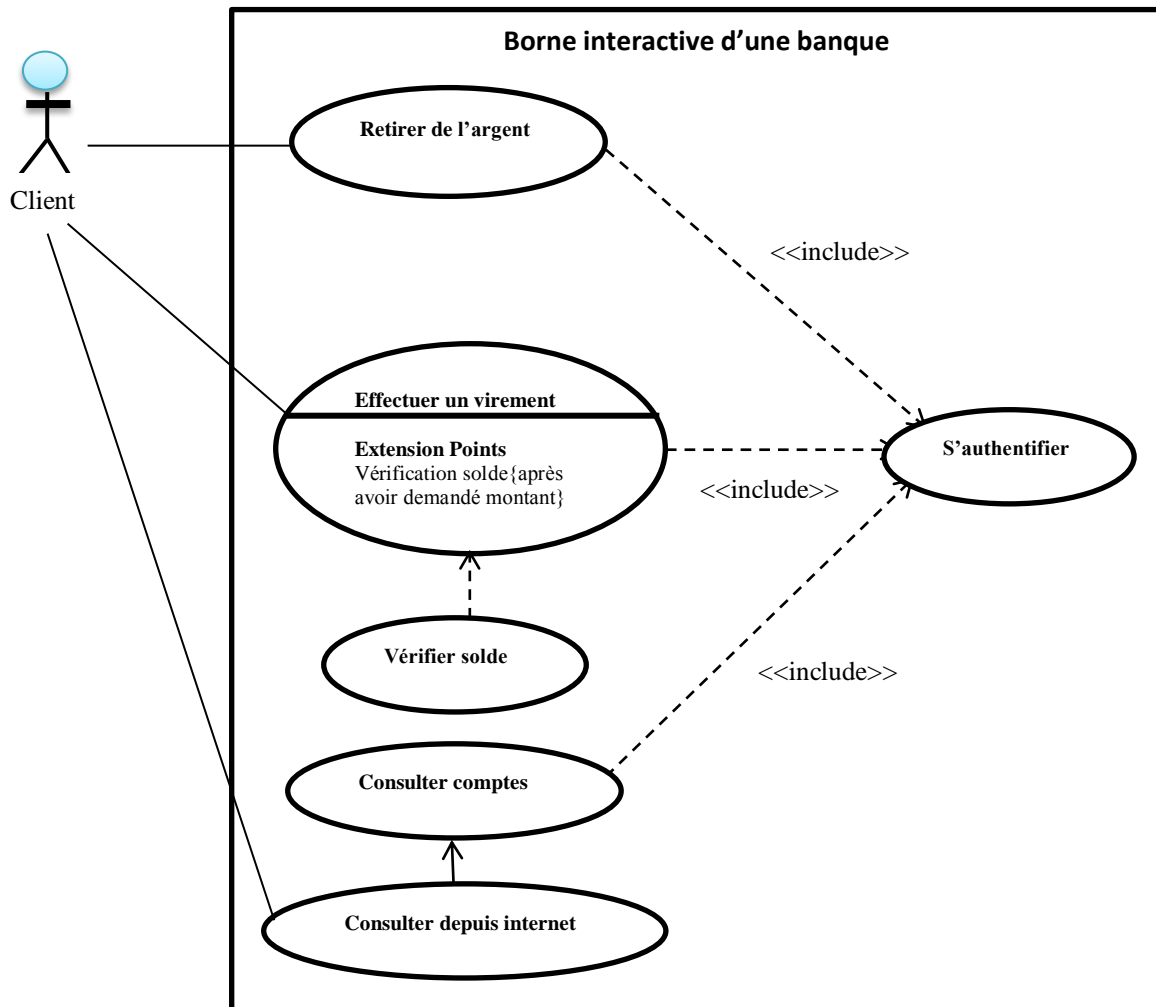 Borne interactive d’une banque
Retirer de l’argent
Client
<<include>>
Effectuer un virement
Extension Points
Vérification solde{après
avoir demandé montant}
S’authentifier
<<include>>
Vérifier solde
<<include>>
Consulter comptes
Consulter depuis internet